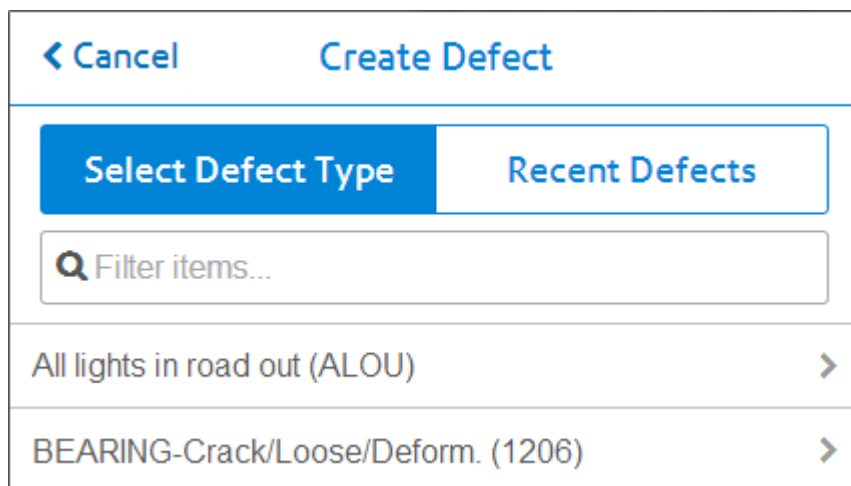 Cancel Create Defect
Select Defect Type Recent Defects
Filter items...
All lights in road out (ALOU)
BEARING-Crack/Loose/Deform. (1206)